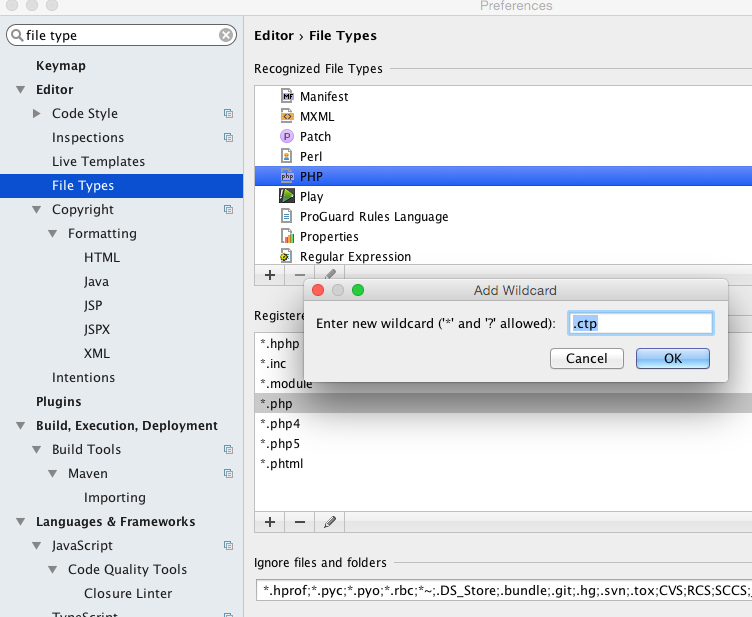 Preferences
file type
Keymap
Editor
Code Style
Inspections
Live Templates
File Types
Copyright
Formatting
HTML
Java
JSP
JSPX
XML
Intentions
Plugins
Build, Execution, Deployment
Build Tools
Maven
Importing
Languages & Frameworks
JavaScript
Code Quality Tools
Closure Linter
TypeScript
Editor › File Types
Recognized File Types
Manifest
MXML
Patch
Perl
PHP
Play
ProGuard Rules Language
Properties
Regular Expression
Add Wildcard
Enter new wildcard ('*' and '?' allowed):
.ctp
Cancel
OK
*.hphp
*.inc
*.module
*.php
*.php4
*.php5
*.phtml
Ignore files and folders
*.hprof;*.pyc;*.pyo;*.rbc;*~;.DS_Store;.bundle;.git;.hg;.svn;.tox;CVS;RCS;SCCS;